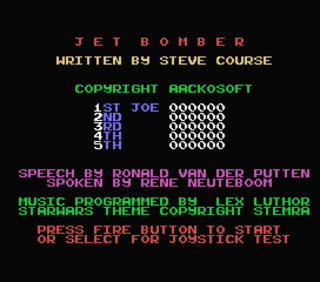 JET BOMBER
WRITTEN BY STEVE COURSE
COPYRIGHT AACKOSOFT
1ST JOE 000000
2ND 000000
3RD 000000
4TH 000000
5TH 000000
SPEECH BY RONALD VAN DER PUTTEN
SPOKEN BY RENE NEUTEBOOM
MUSIC PROGRAMMED BY LEX LUTHOR
STARWARS THEME COPYRIGHT STEMRA
PRESS FIRE BUTTON TO START
OR SELECT FOR JOYSTICK TEST